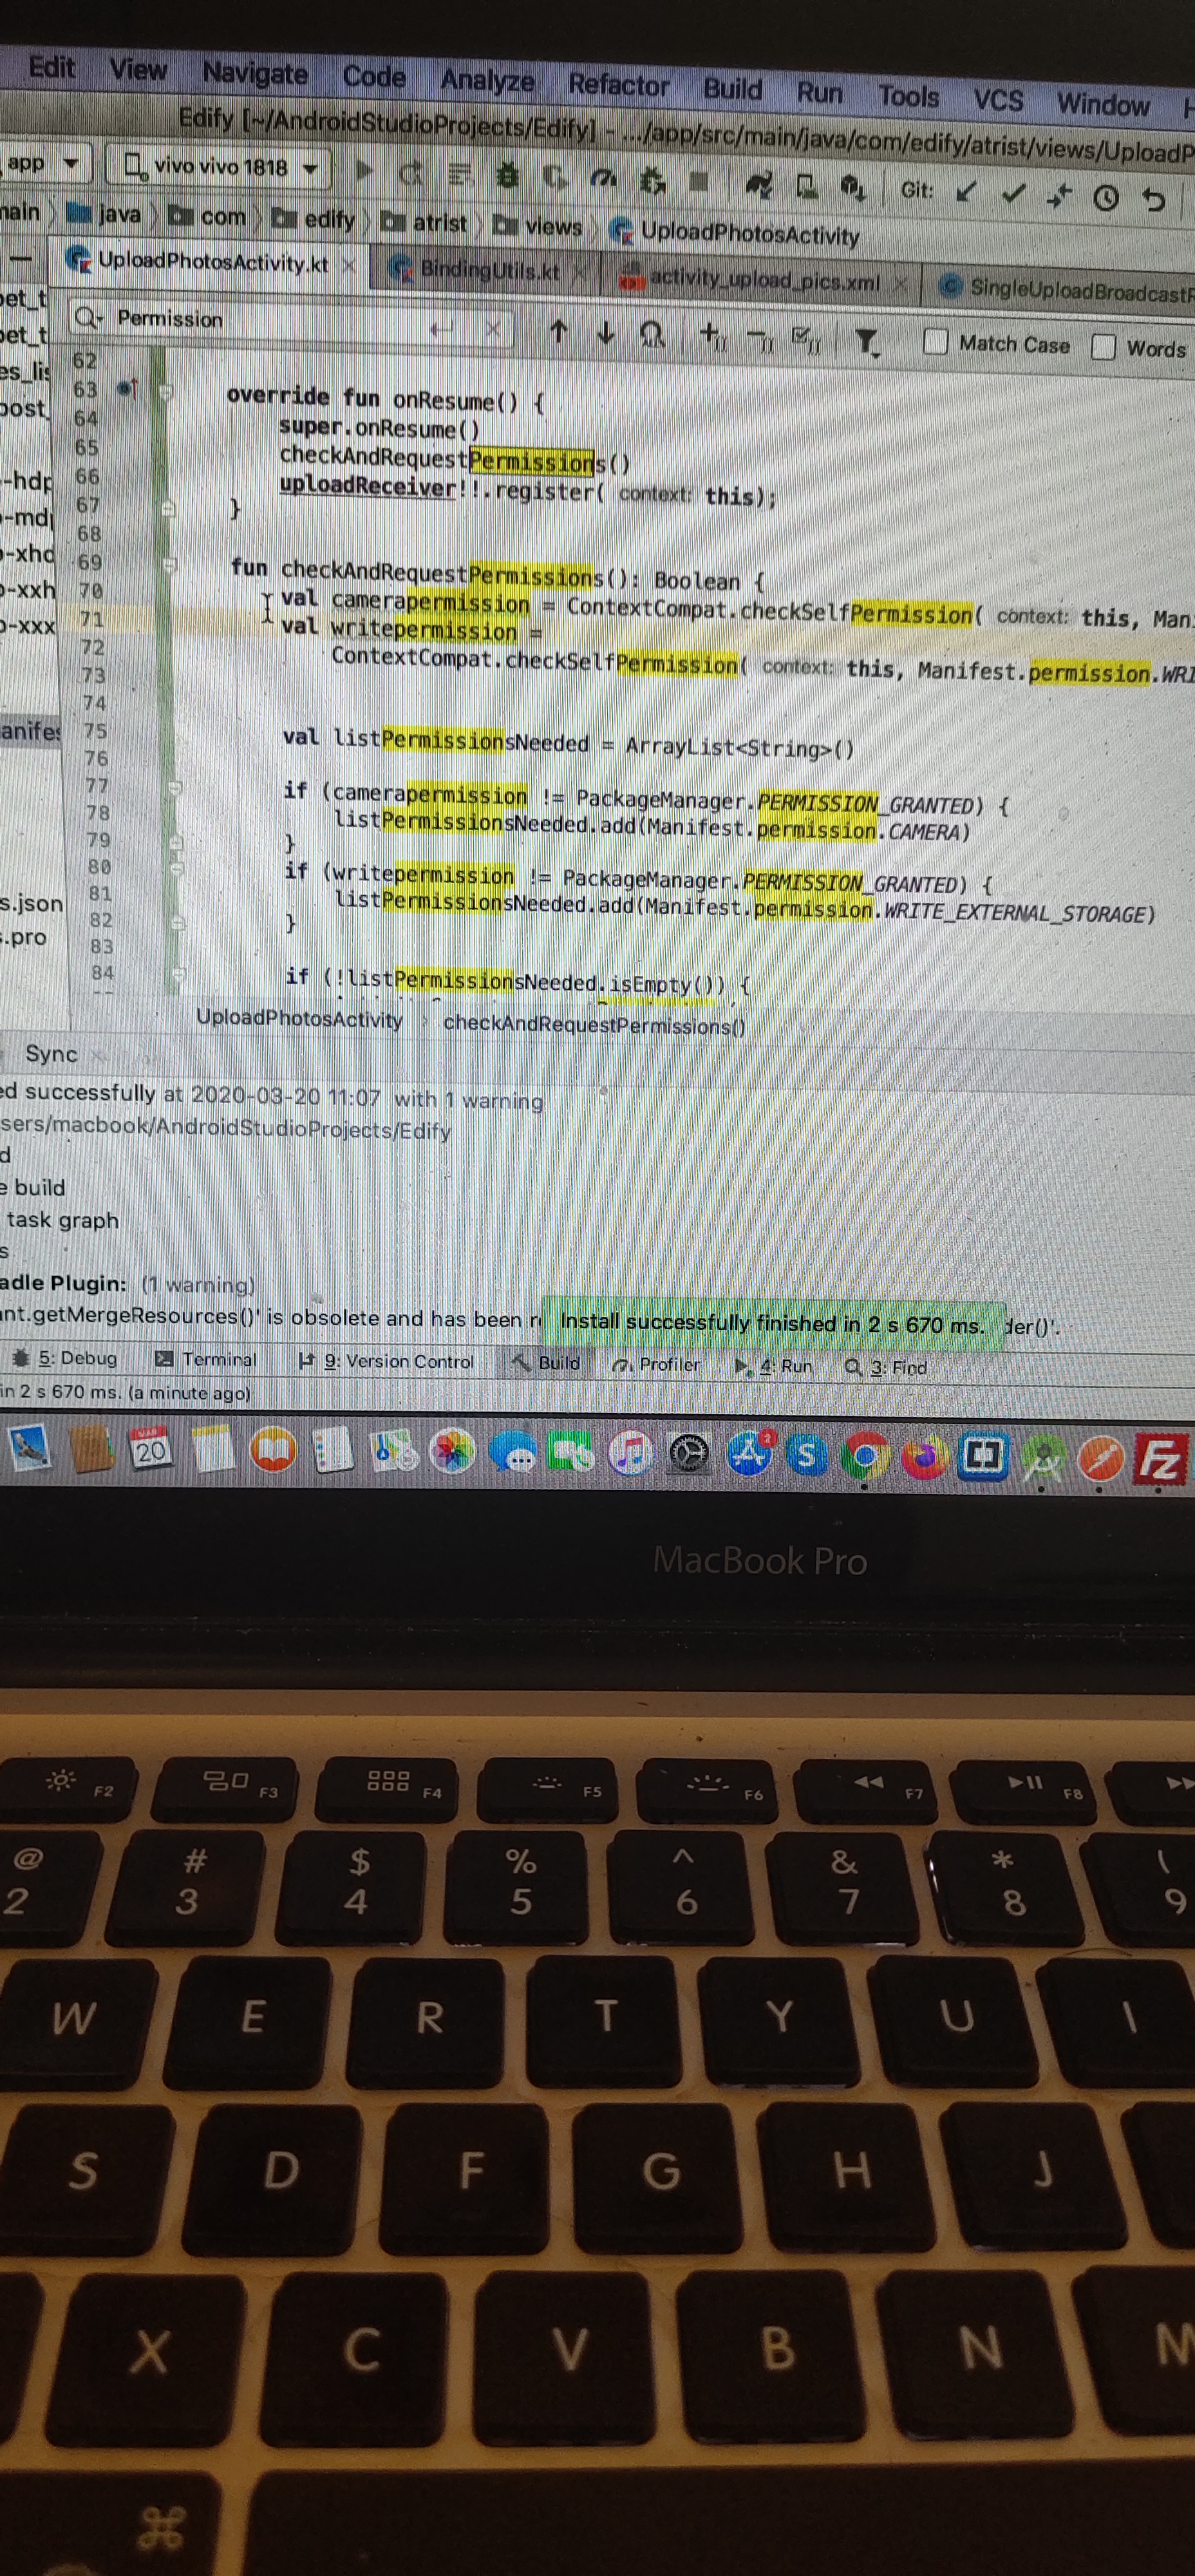 Edit View Navigate Code Analyze Refactor Build Run Tools VCS Window
Edify [~/AndroidStudioProjects/Edify] - .../app/src/main/java/com/edify/atrist/views/UploadP
app vivo vivo 1818 Git:
nain java com edify atrist views UploadPhotosActivity
UploadPhotosActivity.kt BindingUtils.kt activity_upload_pics.xml SingleUploadBroadcastR
Permission Match Case Words
62
63 override fun onResume() {
64 super.onResume()
65 checkAndRequestPermissions()
66 uploadReceiver!!.register( context: this);
67 }
68
69 fun checkAndRequestPermissions(): Boolean {
70 val camerapermission = ContextCompat.checkSelfPermission( context: this, Man
71 val writepermission =
72 ContextCompat.checkSelfPermission( context: this, Manifest.permission.WRI
73
74
75 val listPermissionsNeeded = ArrayList<String>()
76
77 if (camerapermission != PackageManager.PERMISSION_GRANTED) {
78 listPermissionsNeeded.add(Manifest.permission.CAMERA)
79 }
80 if (writepermission != PackageManager.PERMISSION_GRANTED) {
81 listPermissionsNeeded.add(Manifest.permission.WRITE_EXTERNAL_STORAGE)
82 }
83
84 if (!listPermissionsNeeded.isEmpty()) {
oet_t
oet_t
es_lis
post_
-hdp
-xhd
-xxh
-xxx
anifes
s.json
.pro
UploadPhotosActivity checkAndRequestPermissions()
Sync
ed successfully at 2020-03-20 11:07 with 1 warning
sers/macbook/AndroidStudioProjects/Edify
d
e build
task graph
s
adle Plugin: (1 warning)
nt.getMergeResources()' is obsolete and has been r Install successfully finished in 2 s 670 ms. der()'.
5: Debug Terminal 9: Version Control Build Profiler 4: Run 3: Find
in 2 s 670 ms. (a minute ago)
MAR
20 2 S Fz
MacBook Pro
F2 F3 F4 F5 F6 F7 F8
@ # $ % ^ & * (
2 3 4 5 6 7 8 9
W E R T Y U I
S D F G H J
X C V B N M
⌘